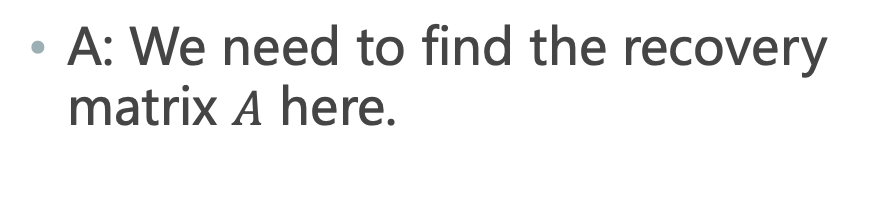 • A: We need to find the recovery
matrix A here.